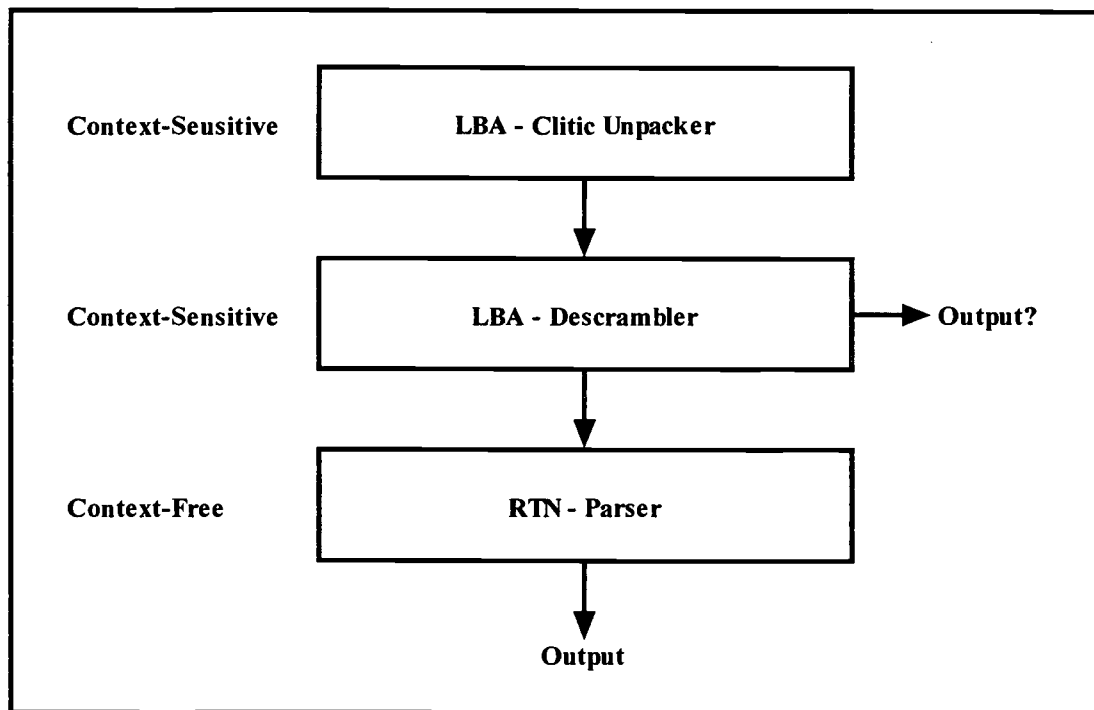 Context-Seusitive
LBA - Clitic Unpacker
Context-Sensitive
LBA - Descrambler
Output?
Context-Free
RTN - Parser
Output